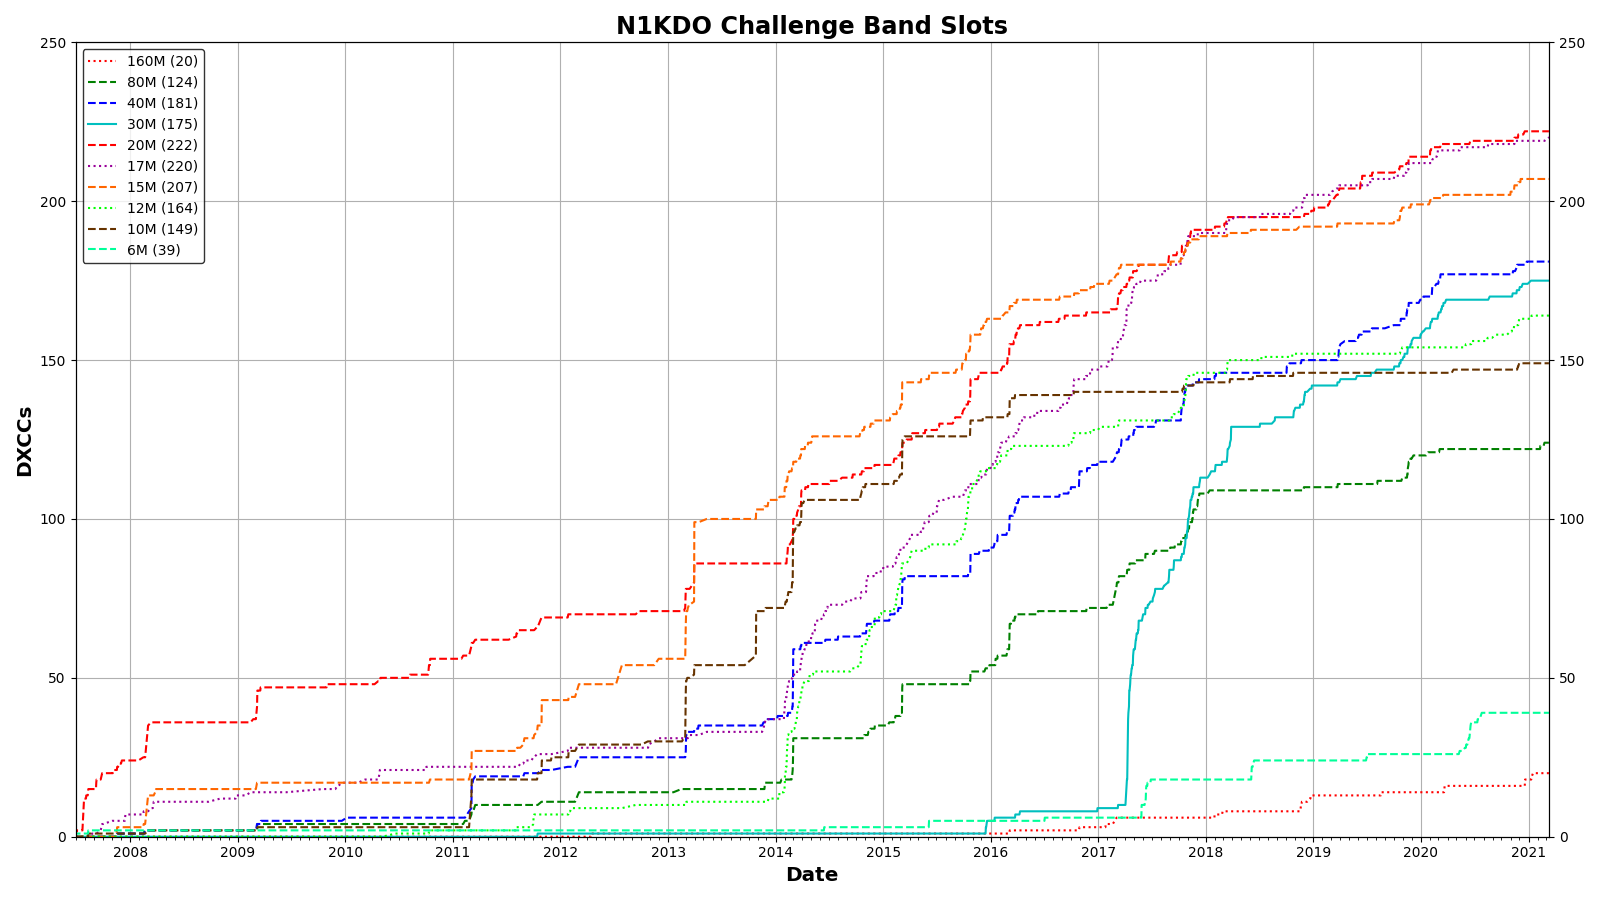 N1KDO Challenge Band Slots
250
200
150
100
50
0
DXCCs
160M (20)
80M (124)
40M (181)
30M (175)
20M (222)
17M (220)
15M (207)
12M (164)
10M (149)
6M (39)
250
200
150
100
50
0
2008 2009 2010 2011 2012 2013 2014 2015 2016 2017 2018 2019 2020 2021
Date